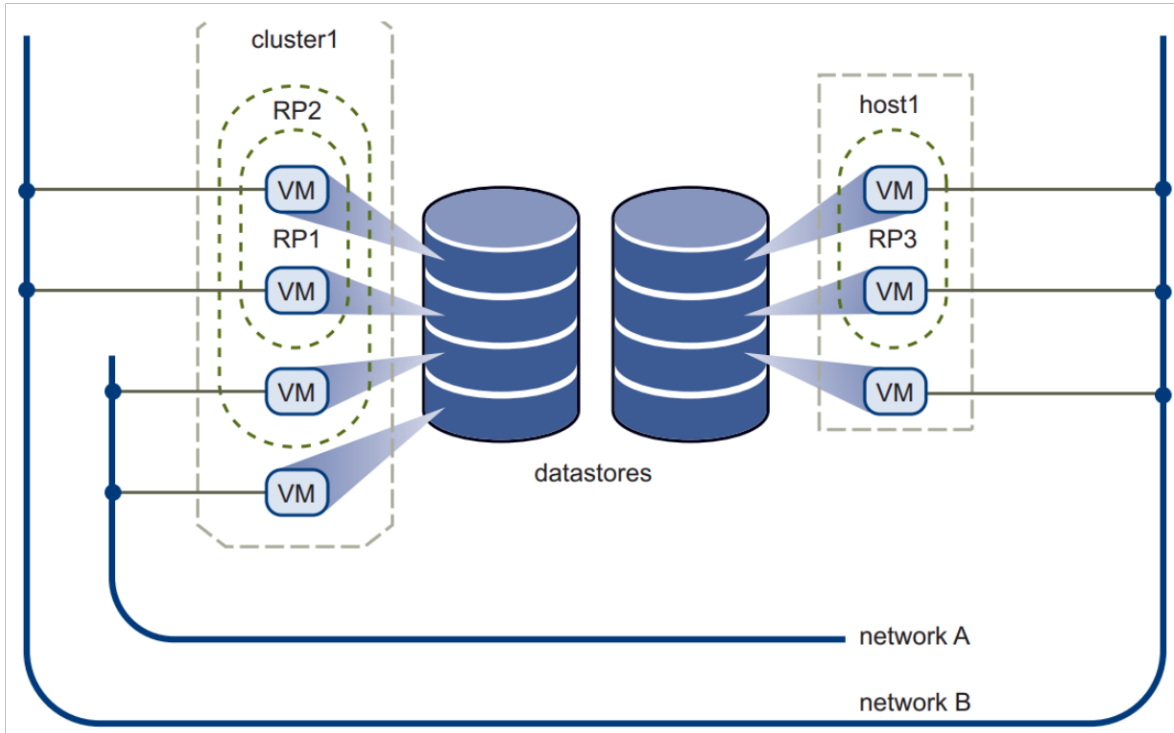 cluster1
RP2
VM
RP1
VM
VM
VM
datastores
host1
VM
RP3
VM
VM
network A
network B